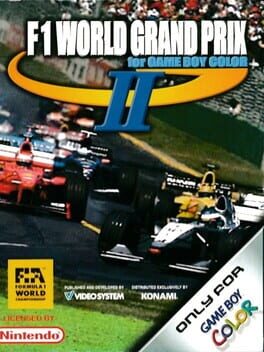 F1 WORLD GRAND PRIX
for GAME BOY COLOR
II
FIA
FORMULA 1
WORLD
CHAMPIONSHIP
PUBLISHED AND DEVELOPED BY
VIDEO SYSTEM
DISTRIBUTED EXCLUSIVELY BY
KONAMI
LICENSED BY
Nintendo
ONLY FOR
GAME BOY
COLOR